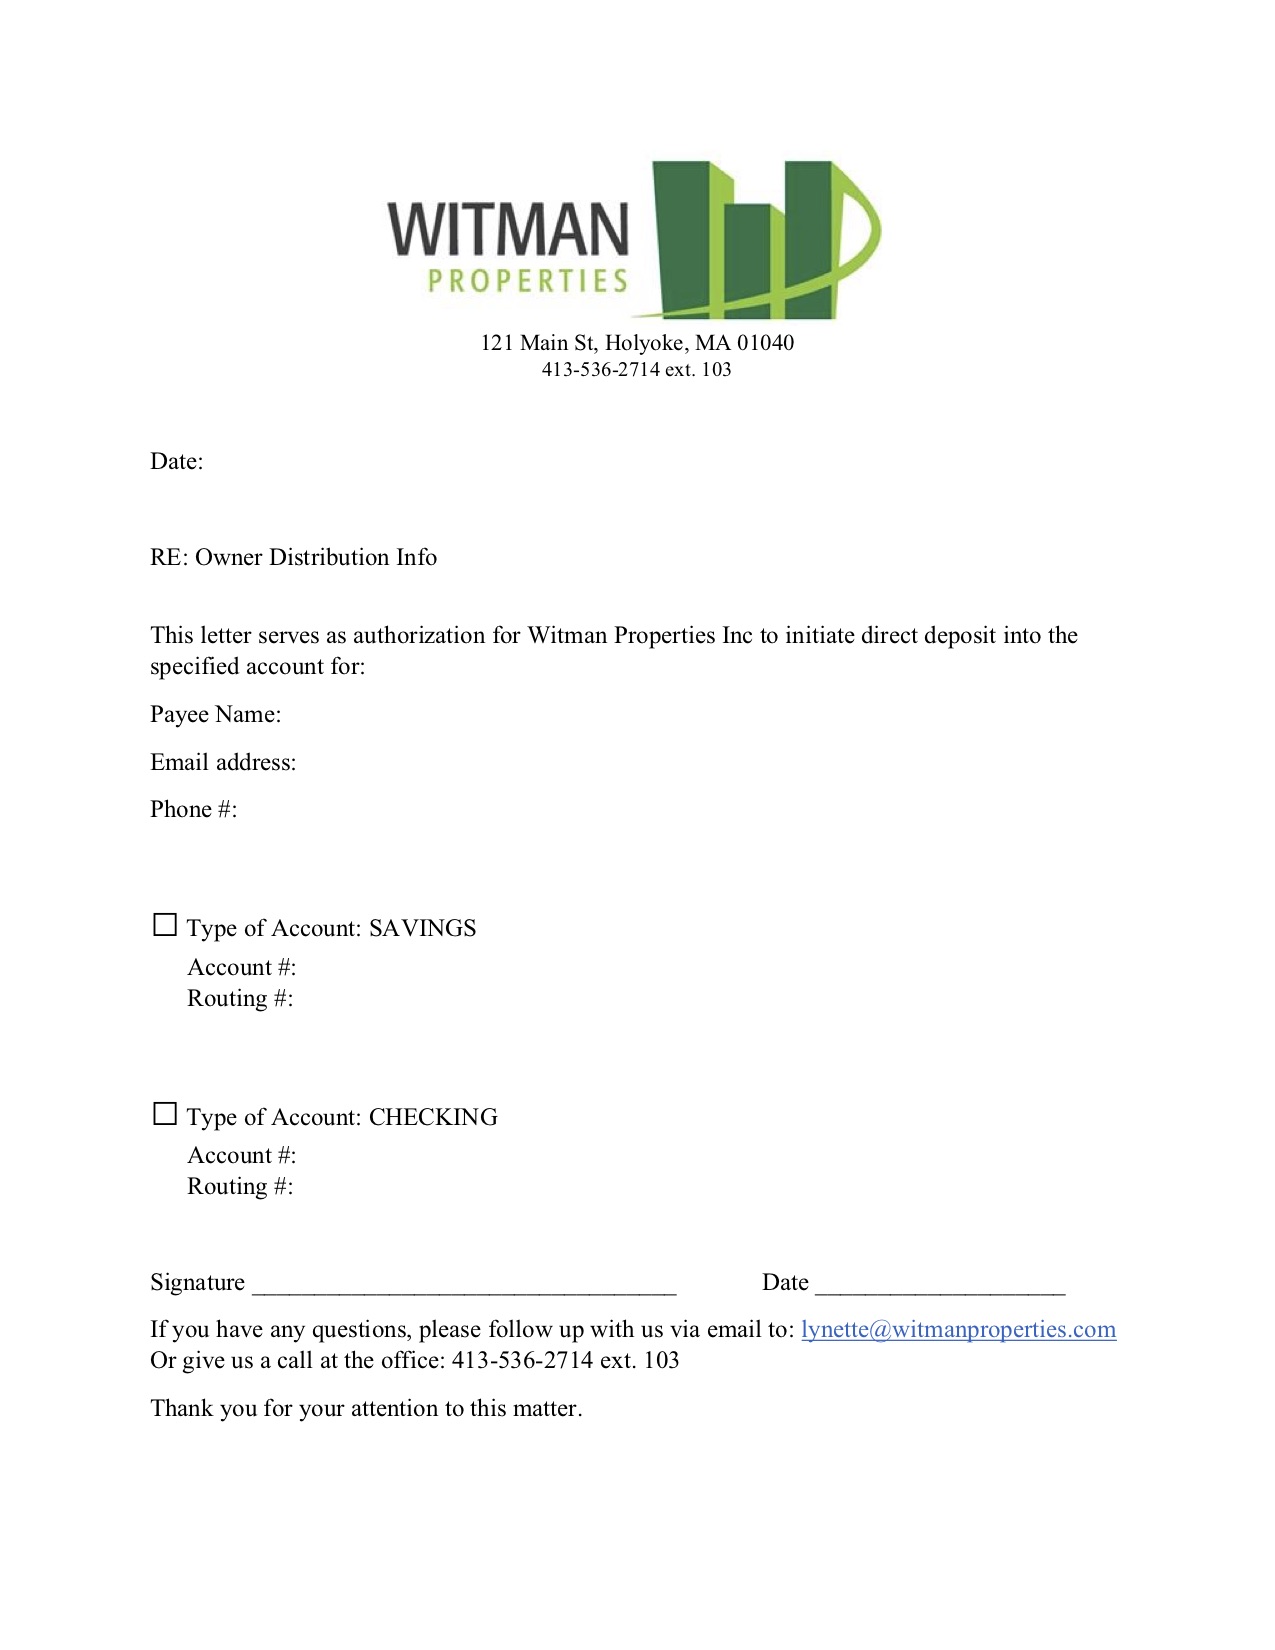 WITMAN
PROPERTIES
121 Main St, Holyoke, MA 01040
413-536-2714 ext. 103
Date:
RE: Owner Distribution Info
This letter serves as authorization for Witman Properties Inc to initiate direct deposit into the
specified account for:
Payee Name:
Email address:
Phone #:
☐ Type of Account: SAVINGS
Account #:
Routing #:
☐ Type of Account: CHECKING
Account #:
Routing #:
Signature __________________________________ Date ____________________
If you have any questions, please follow up with us via email to: lynette@witmanproperties.com
Or give us a call at the office: 413-536-2714 ext. 103
Thank you for your attention to this matter.